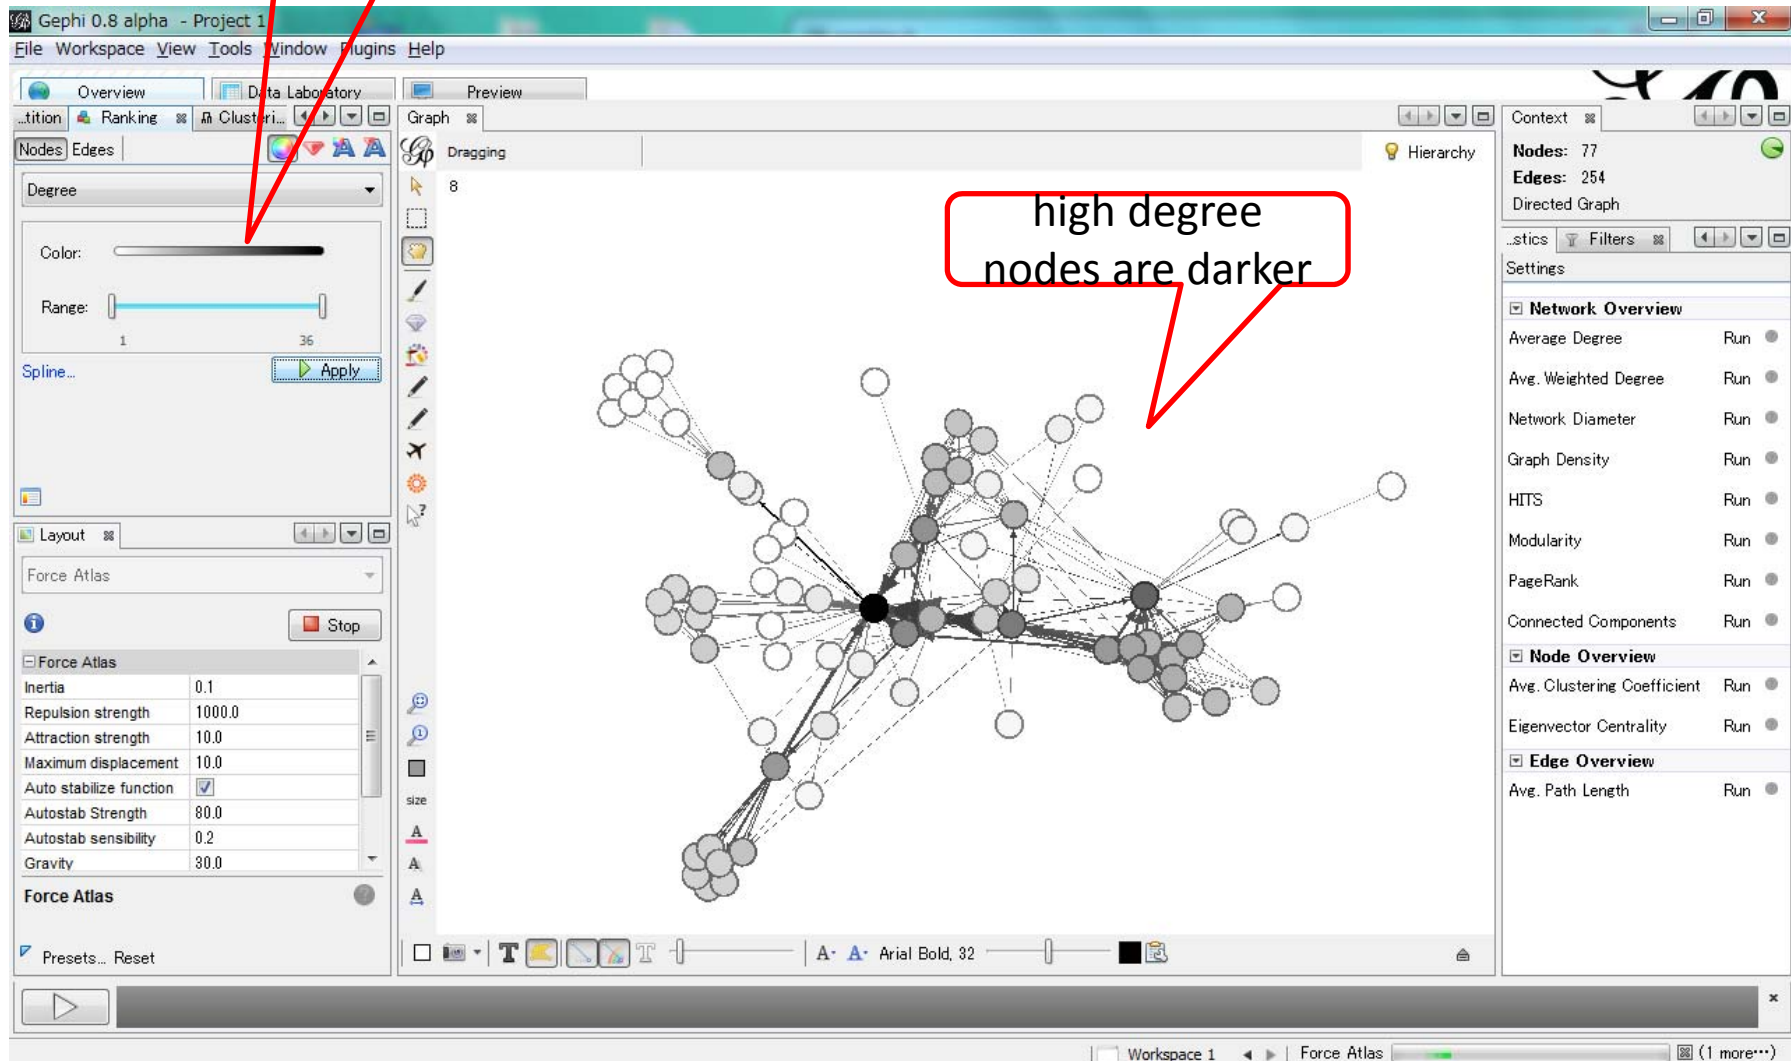 Gephi 0.8 alpha - Project 1
File Workspace View Tools Window Plugins Help
Overview Data Laboratory Preview
...tition Ranking Clusteri...
Nodes Edges
Degree
Color:
Range:
1 36
Spline...
Apply
Layout
Force Atlas
Stop
Force Atlas
Inertia 0.1
Repulsion strength 1000.0
Attraction strength 10.0
Maximum displacement 10.0
Auto stabilize function
Autostab Strength 80.0
Autostab sensibility 0.2
Gravity 30.0
Force Atlas
Presets... Reset
Graph
Dragging
Hierarchy
8
size
high degree
nodes are darker
Arial Bold, 32
Context
Nodes: 77
Edges: 254
Directed Graph
...stics Filters
Settings
Network Overview
Average Degree Run
Avg. Weighted Degree Run
Network Diameter Run
Graph Density Run
HITS Run
Modularity Run
PageRank Run
Connected Components Run
Node Overview
Avg. Clustering Coefficient Run
Eigenvector Centrality Run
Edge Overview
Avg. Path Length Run
Workspace 1 Force Atlas (1 more...)